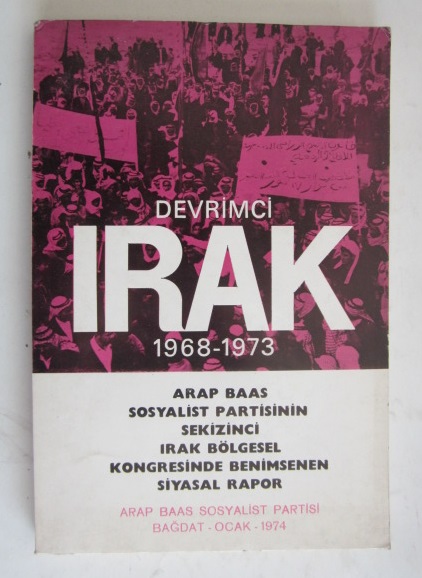 DEVRİMCİ
IRAK
1968-1973
ARAP BAAS
SOSYALİST PARTİSİNİN
SEKİZİNCİ
IRAK BÖLGESEL
KONGRESİNDE BENİMSENEN
SİYASAL RAPOR
ARAP BAAS SOSYALİST PARTİSİ
BAĞDAT - OCAK - 1974